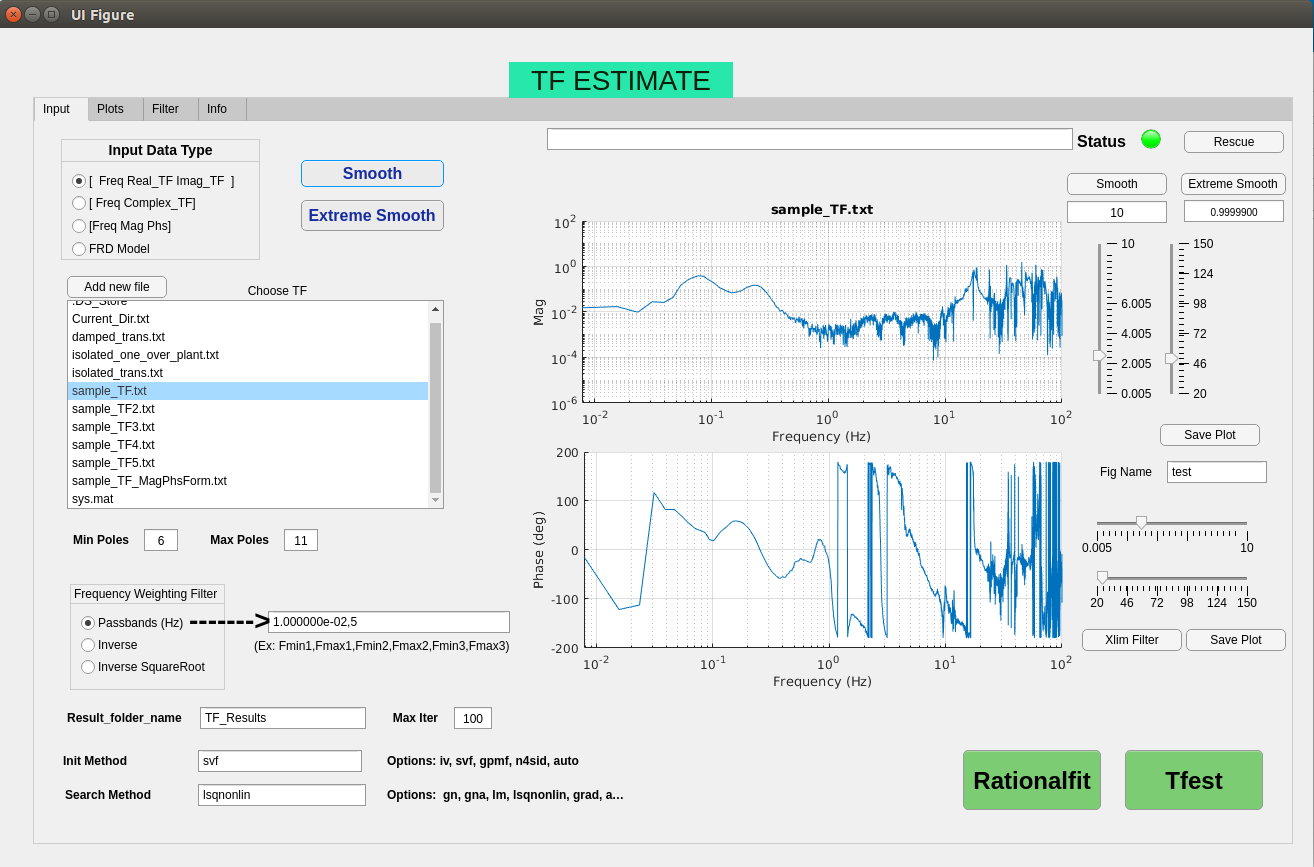 UI Figure
TF ESTIMATE
Input Plots Filter Info
Input Data Type
[ Freq Real_TF Imag_TF ]
[ Freq Complex_TF]
[Freq Mag Phs]
FRD Model
Smooth
Extreme Smooth
Add new file
Choose TF
.DS_Store
Current_Dir.txt
damped_trans.txt
isolated_one_over_plant.txt
isolated_trans.txt
sample_TF.txt
sample_TF2.txt
sample_TF3.txt
sample_TF4.txt
sample_TF5.txt
sample_TF_MagPhsForm.txt
sys.mat
Min Poles 6 Max Poles 11
Frequency Weighting Filter
Passbands (Hz) -------> 1.000000e-02,5
Inverse
(Ex: Fmin1,Fmax1,Fmin2,Fmax2,Fmin3,Fmax3)
Inverse SquareRoot
Result_folder_name TF_Results Max Iter 100
Init Method svf Options: iv, svf, gpmf, n4sid, auto
Search Method lsqnonlin Options: gn, gna, lm, lsqnonlin, grad, a...
Status
Rescue
Smooth Extreme Smooth
10 0.9999900
sample_TF.txt
Mag
10^2
10^0
10^-2
10^-4
10^-6
10^-2 10^-1 10^0 10^1 10^2
Frequency (Hz)
Phase (deg)
200
100
0
-100
-200
10^-2 10^-1 10^0 10^1 10^2
Frequency (Hz)
10 150
124
6.005 98
4.005 72
2.005 46
0.005 20
Save Plot
Fig Name test
0.005 10
20 46 72 98 124 150
Xlim Filter Save Plot
Rationalfit Tfest